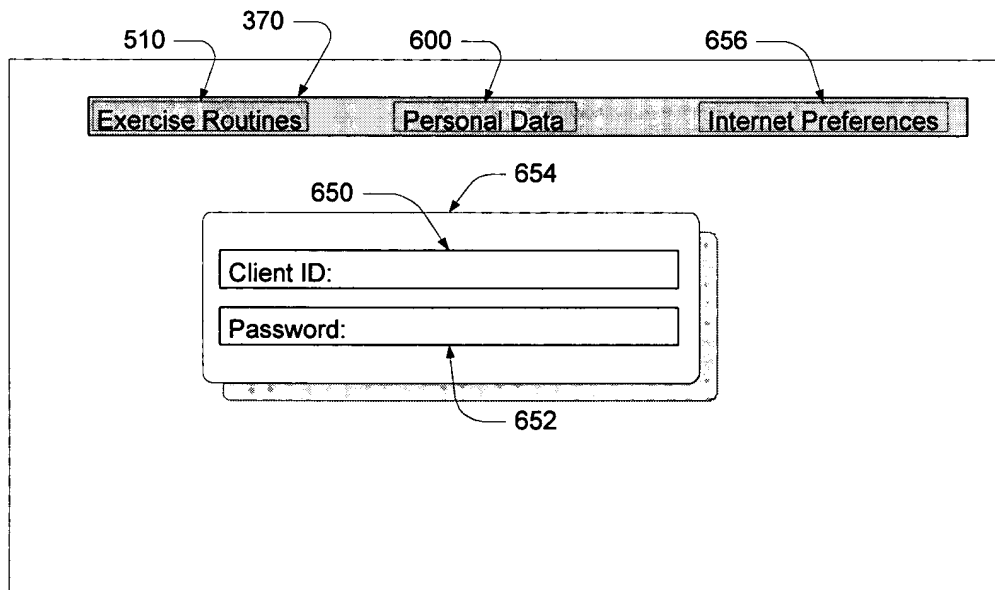 370
510 600 656
Exercise Routines Personal Data Internet Preferences
654
650
Client ID:
Password:
652